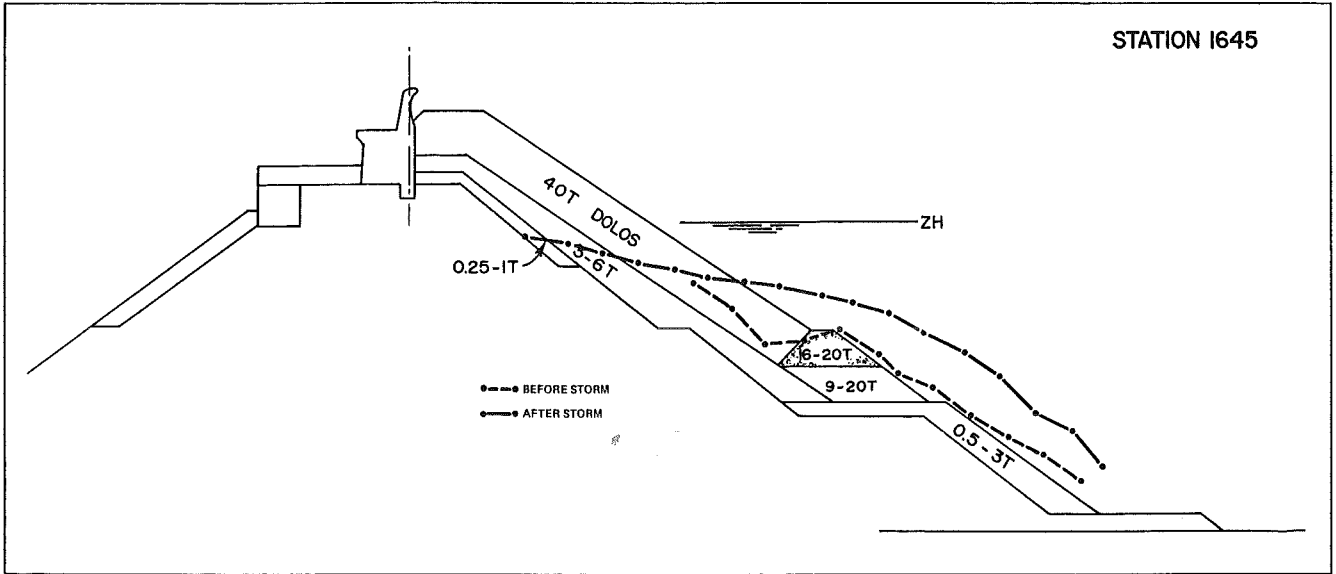 STATION 1645
40T DOLOS
ZH
0.25-1T
3-6T
16-20T
9-20T
BEFORE STORM
AFTER STORM
0.5-3T